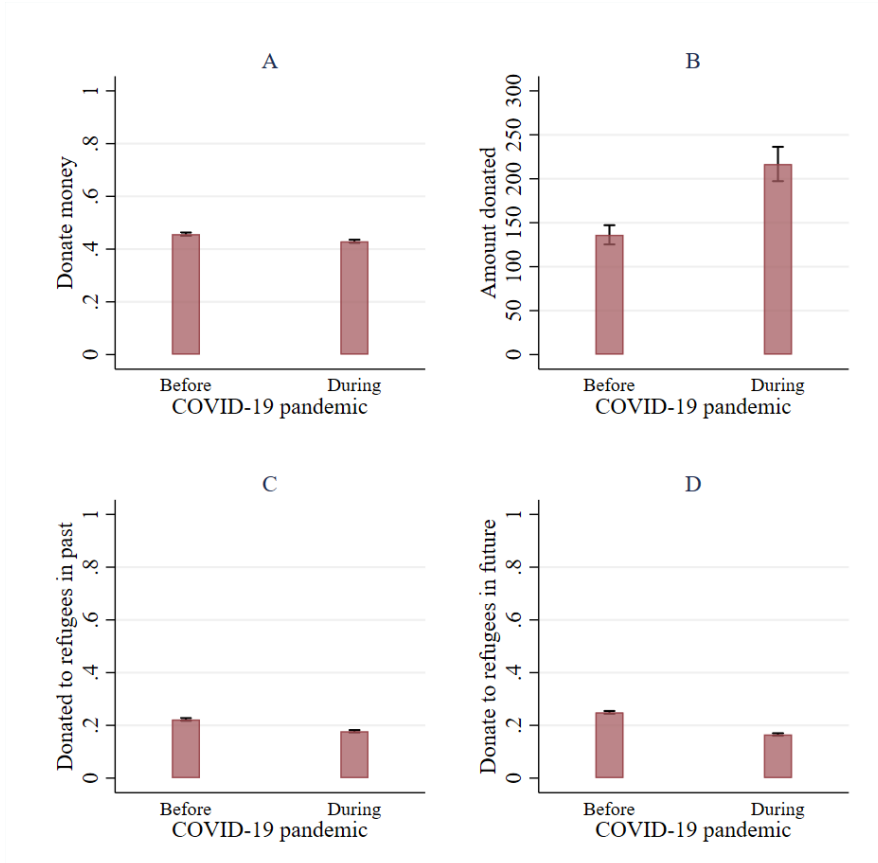 A
Donate money
1
.8
.6
.4
.2
0
Before During
COVID-19 pandemic
B
Amount donated
300
250
200
150
100
50
0
Before During
COVID-19 pandemic
C
Donated to refugees in past
1
.8
.6
.4
.2
0
Before During
COVID-19 pandemic
D
Donate to refugees in future
1
.8
.6
.4
.2
0
Before During
COVID-19 pandemic